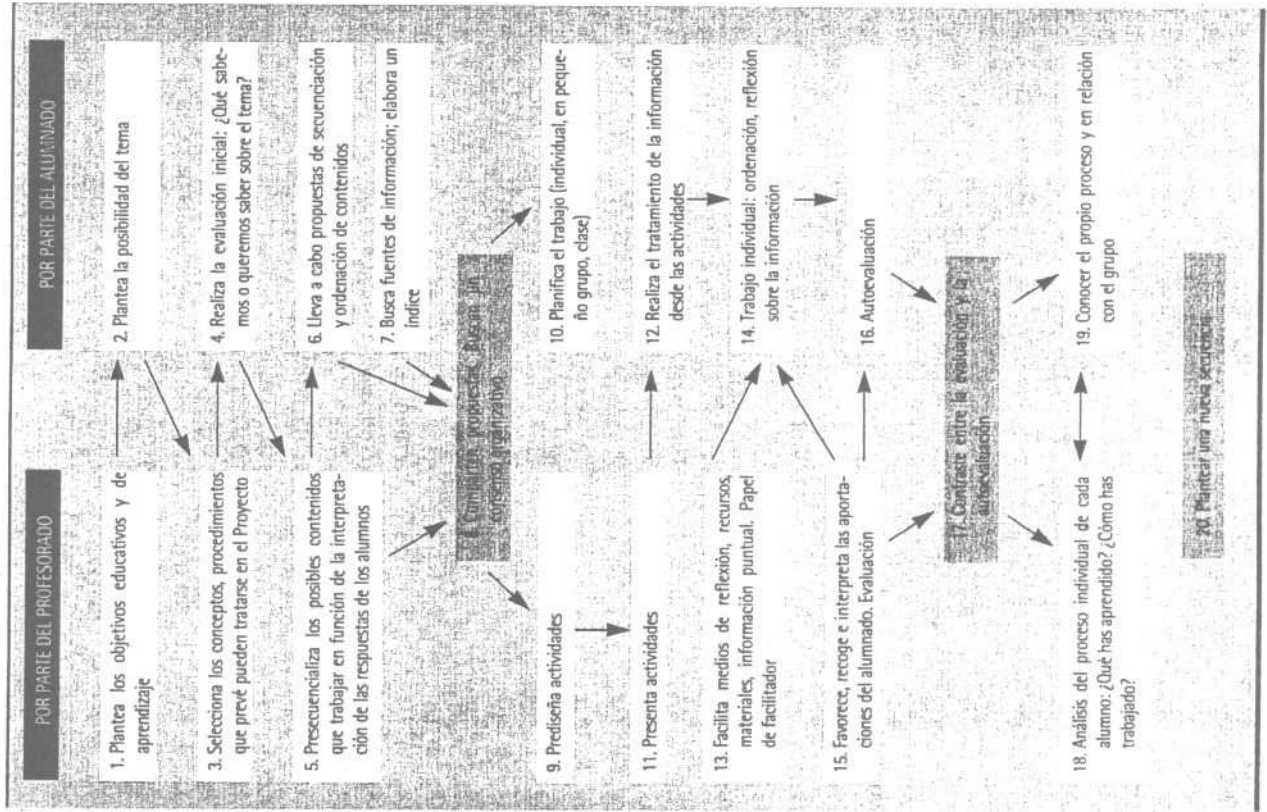 POR PARTE DEL PROFESORADO
POR PARTE DEL ALUMNADO
1. Plantea los objetivos educativos y de
aprendizaje
2. Plantea la posibilidad del tema
3. Selecciona los conceptos, procedimientos
que prevé pueden tratarse en el Proyecto
4. Realiza la evaluación inicial: ¿Qué sabe-
mos o queremos saber sobre el tema?
5. Presecuencializa los posibles contenidos
que trabajar en función de la interpreta-
ción de las respuestas de los alumnos
6. Lleva a cabo propuestas de secuenciación
y ordenación de contenidos
7. Busca fuentes de información; elabora un
índice
8. Comparten propuestas. Buscan un
consenso organizativo
9. Prediseña actividades
10. Planifica el trabajo (individual, en peque-
ño grupo, clase)
11. Presenta actividades
12. Realiza el tratamiento de la información
desde las actividades
13. Facilita medios de reflexión, recursos,
materiales, información puntual. Papel
de facilitador
14. Trabajo individual: ordenación, reflexión
sobre la información
15. Favorece, recoge e interpreta las aporta-
ciones del alumnado. Evaluación
16. Autoevaluación
17. Contraste entre la evaluación y la
autoevaluación
18. Análisis del proceso individual de cada
alumno: ¿Qué has aprendido? ¿Cómo has
trabajado?
19. Conocer el propio proceso y en relación
con el grupo
20. Plantear una nueva secuencia